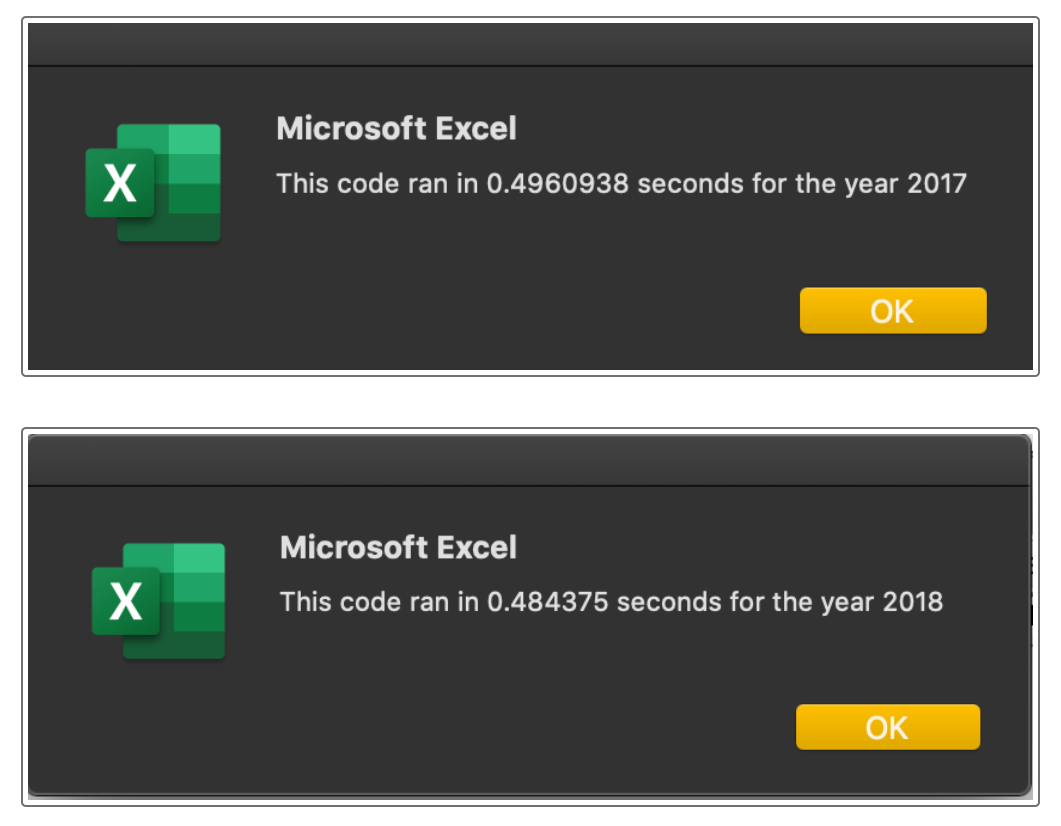 Microsoft Excel
X
This code ran in 0.4960938 seconds for the year 2017
OK
Microsoft Excel
X
This code ran in 0.484375 seconds for the year 2018
OK